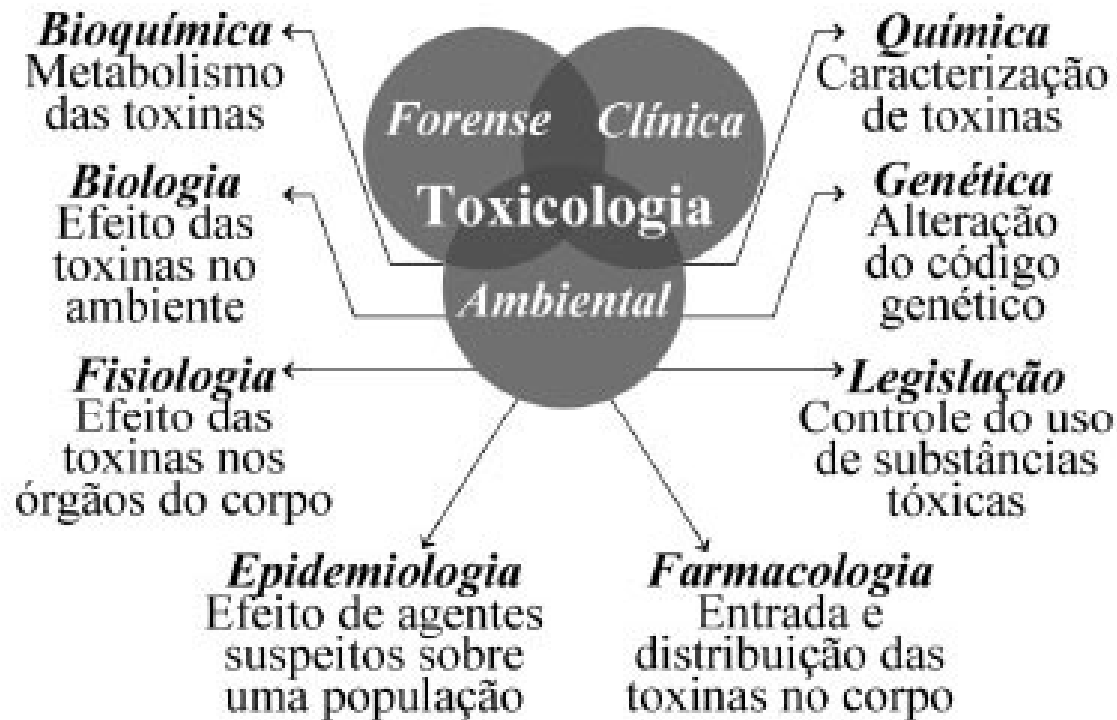 Bioquímica
Metabolismo
das toxinas
Biologia
Efeito das
toxinas no
ambiente
Fisiologia
Efeito das
toxinas nos
órgãos do corpo
Epidemiologia
Efeito de agentes
suspeitos sobre
uma população
Forense Clínica
Toxicologia
Ambiental
Química
Caracterização
de toxinas
Genética
Alteração
do código
genético
Legislação
Controle do uso
de substâncias
tóxicas
Farmacologia
Entrada e
distribuição das
toxinas no corpo